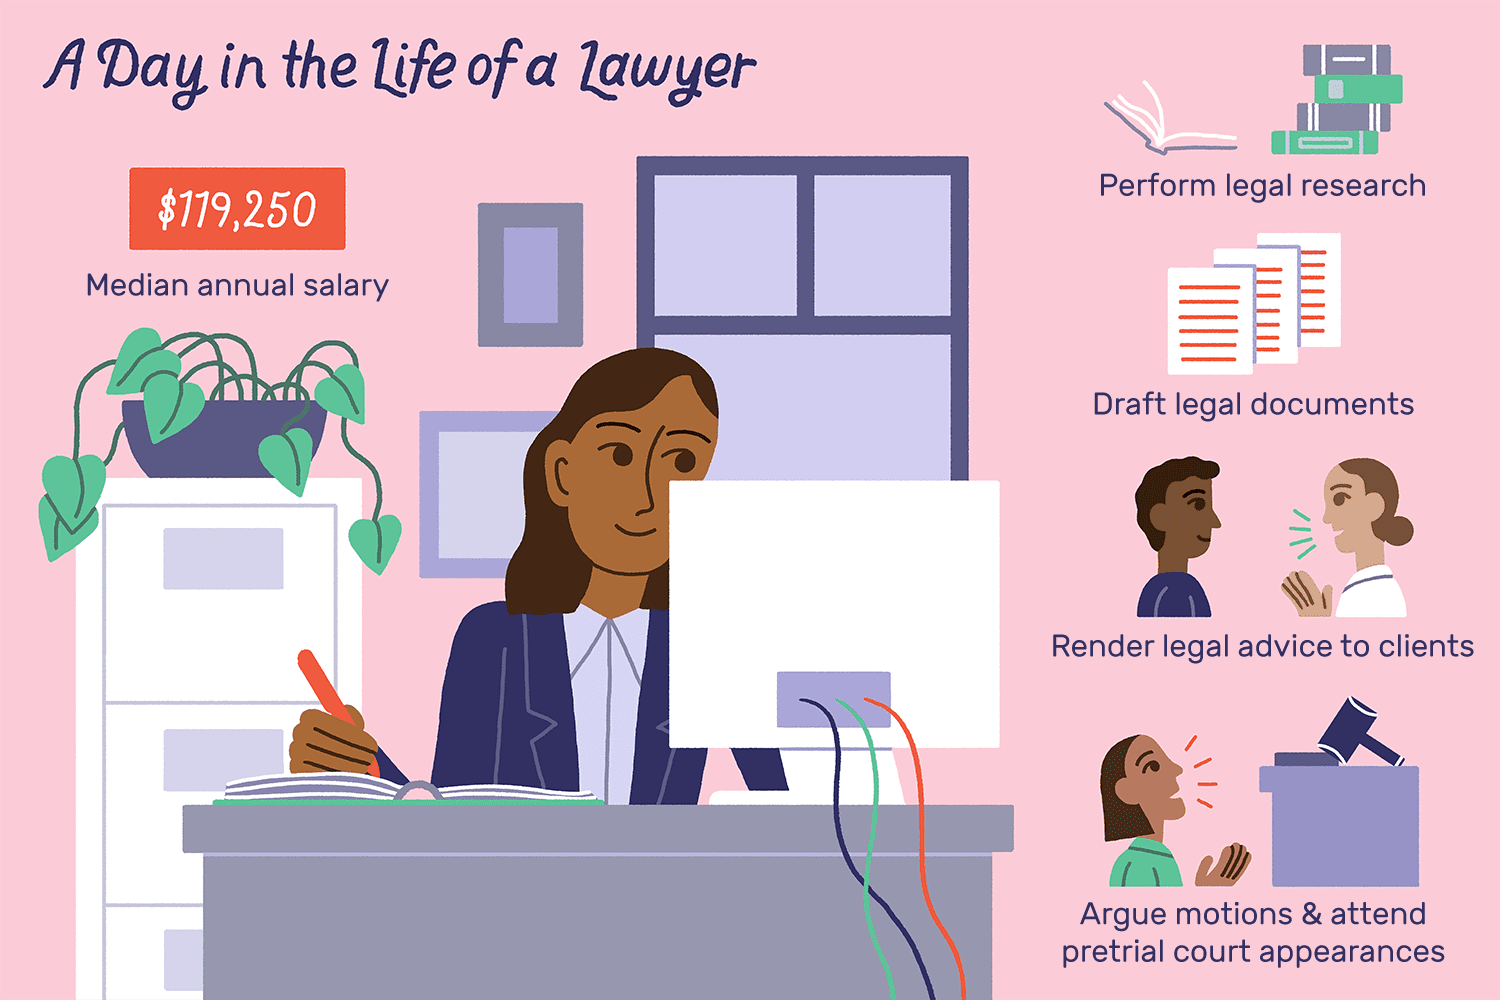 A Day in the Life of a Lawyer
$119,250
Median annual salary
Perform legal research
Draft legal documents
Render legal advice to clients
Argue motions & attend
pretrial court appearances